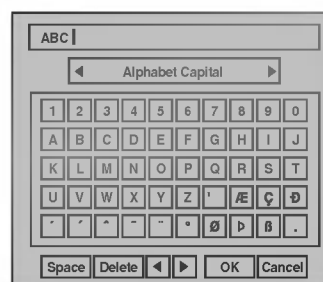 ABC
◀ Alphabet Capital ▶
1 2 3 4 5 6 7 8 9 0
A B C D E F G H I J
K L M N O P Q R S T
U V W X Y Z ' Æ Ç Ð
´ ´ ^ ~ ¨ ° Ø Þ ß .
Space Delete ◀ ▶ OK Cancel